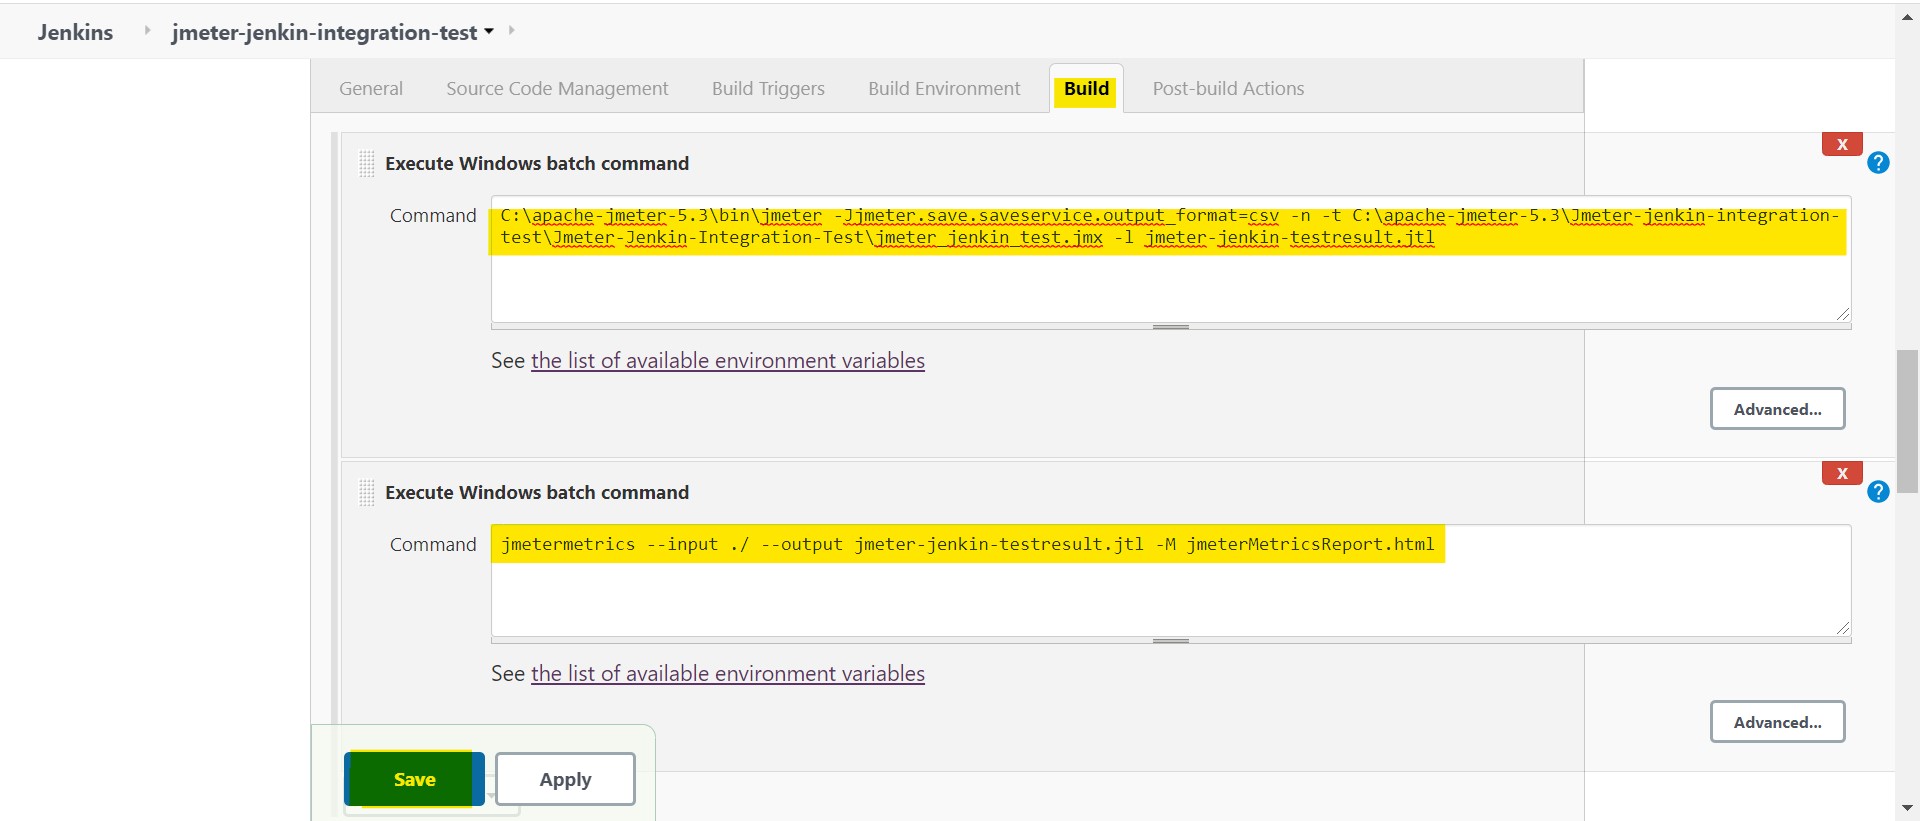 Jenkins jmeter-jenkin-integration-test
General Source Code Management Build Triggers Build Environment Build Post-build Actions
X
Execute Windows batch command
?
Command
C:\apache-jmeter-5.3\bin\jmeter -Jjmeter.save.saveservice.output_format=csv -n -t C:\apache-jmeter-5.3\Jmeter-jenkin-integration-
test\Jmeter-Jenkin-Integration-Test\jmeter_jenkin_test.jmx -l jmeter-jenkin-testresult.jtl
See the list of available environment variables
Advanced...
X
Execute Windows batch command
?
Command
jmetermetrics --input ./ --output jmeter-jenkin-testresult.jtl -M jmeterMetricsReport.html
See the list of available environment variables
Advanced...
Save Apply